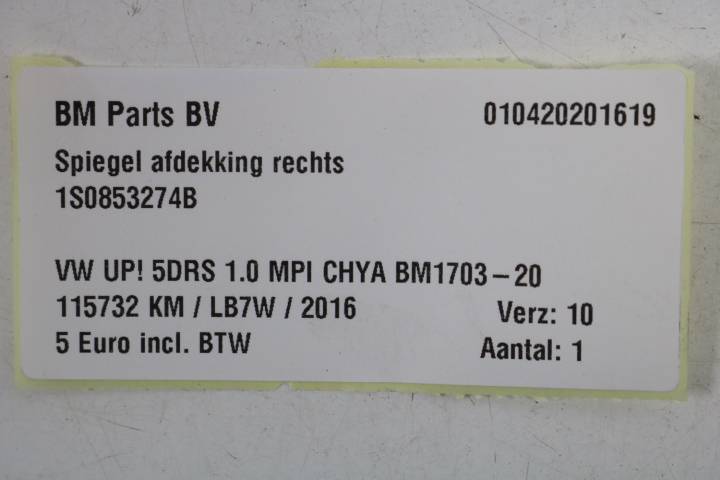 BM Parts BV 010420201619
Spiegel afdekking rechts
1S0853274B
VW UP! 5DRS 1.0 MPI CHYA BM1703-20
115732 KM / LB7W / 2016 Verz: 10
5 Euro incl. BTW Aantal: 1